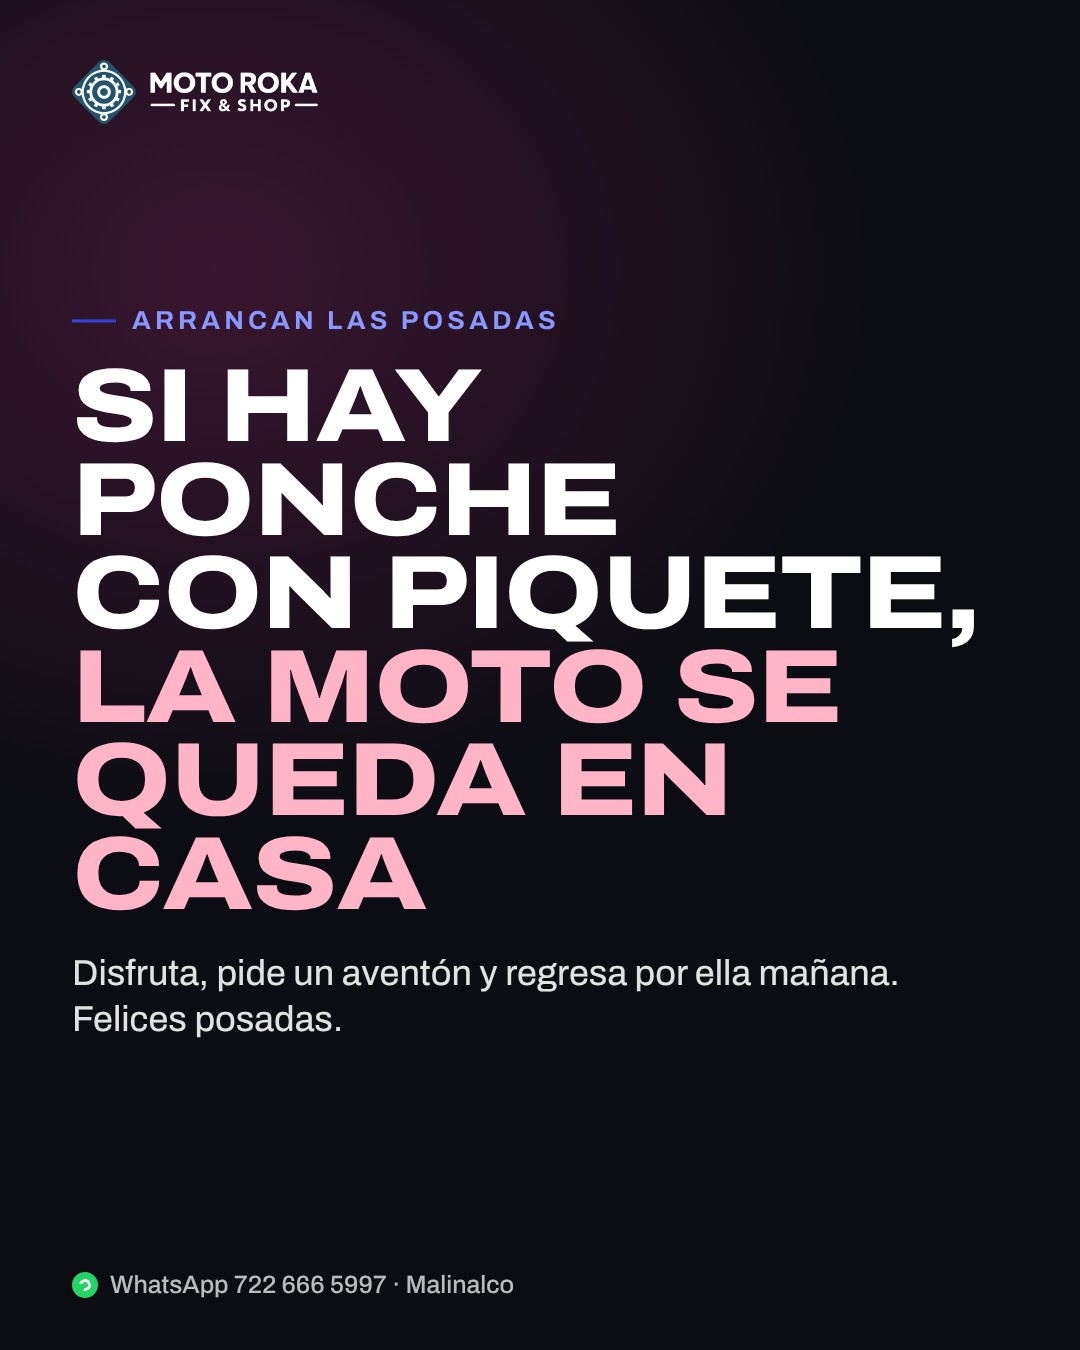 MOTO ROKA
FIX & SHOP
ARRANCAN LAS POSADAS
SI HAY
PONCHE
CON PIQUETE,
LA MOTO SE
QUEDA EN
CASA
Disfruta, pide un aventón y regresa por ella mañana.
Felices posadas.
WhatsApp 722 666 5997 · Malinalco